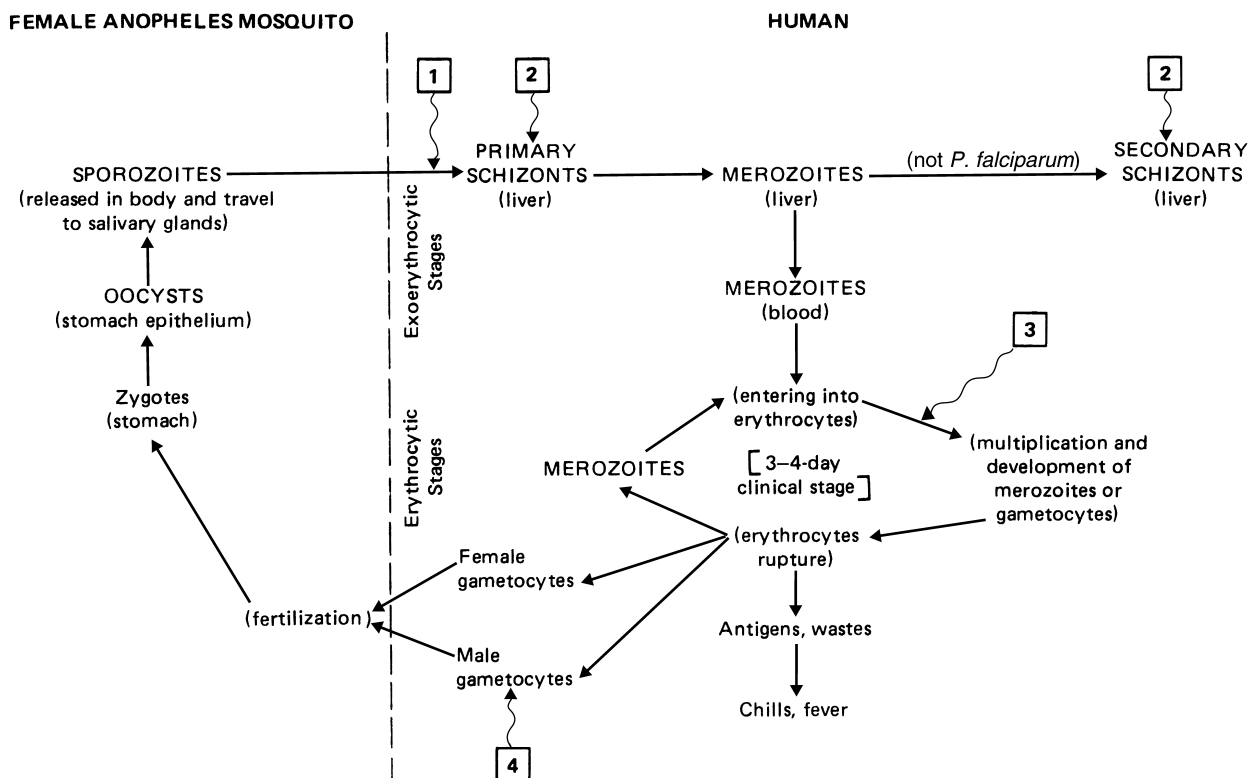 FEMALE ANOPHELES MOSQUITO
HUMAN
1
2
2
SPOROZOITES
(released in body and travel
to salivary glands)
PRIMARY
SCHIZONTS
(liver)
MEROZOITES
(liver)
(not P. falciparum)
SECONDARY
SCHIZONTS
(liver)
Exoerythrocytic
Stages
OOCYSTS
(stomach epithelium)
MEROZOITES
(blood)
3
Zygotes
(stomach)
(entering into
erythrocytes)
Erythrocytic
Stages
MEROZOITES
[3–4-day
clinical stage]
(multiplication and
development of
merozoites or
gametocytes)
(erythrocytes
rupture)
Female
gametocytes
(fertilization)
Antigens, wastes
Male
gametocytes
Chills, fever
4